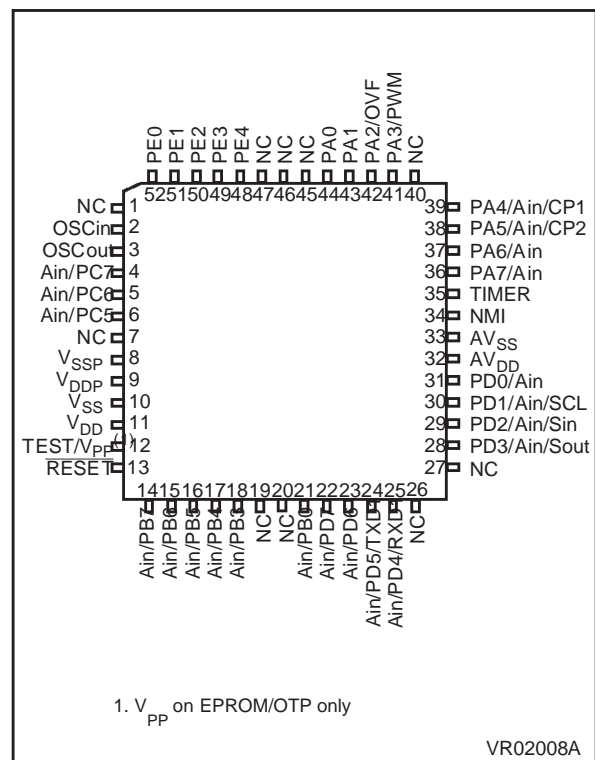 PE0
PE1
PE2
PE3
PE4
NC
NC
NC
PA0
PA1
PA2/OVF
PA3/PWM
NC
52 51 50 49 48 47 46 45 44 43 42 41 40
NC 1
OSCin 2
OSCout 3
Ain/PC7 4
Ain/PC6 5
Ain/PC5 6
NC 7
VSSP 8
VDDP 9
VSS 10
VDD 11
TEST/VPP(1) 12
RESET 13
39 PA4/Ain/CP1
38 PA5/Ain/CP2
37 PA6/Ain
36 PA7/Ain
35 TIMER
34 NMI
33 AVSS
32 AVDD
31 PD0/Ain
30 PD1/Ain/SCL
29 PD2/Ain/Sin
28 PD3/Ain/Sout
27 NC
14 15 16 17 18 19 20 21 22 23 24 25 26
Ain/PB7
Ain/PB6
Ain/PB5
Ain/PB4
Ain/PB3
NC
NC
Ain/PB0
Ain/PD7
Ain/PD6
Ain/PD5/TXD1
Ain/PD4/RXD1
NC
1. VPP on EPROM/OTP only
VR02008A